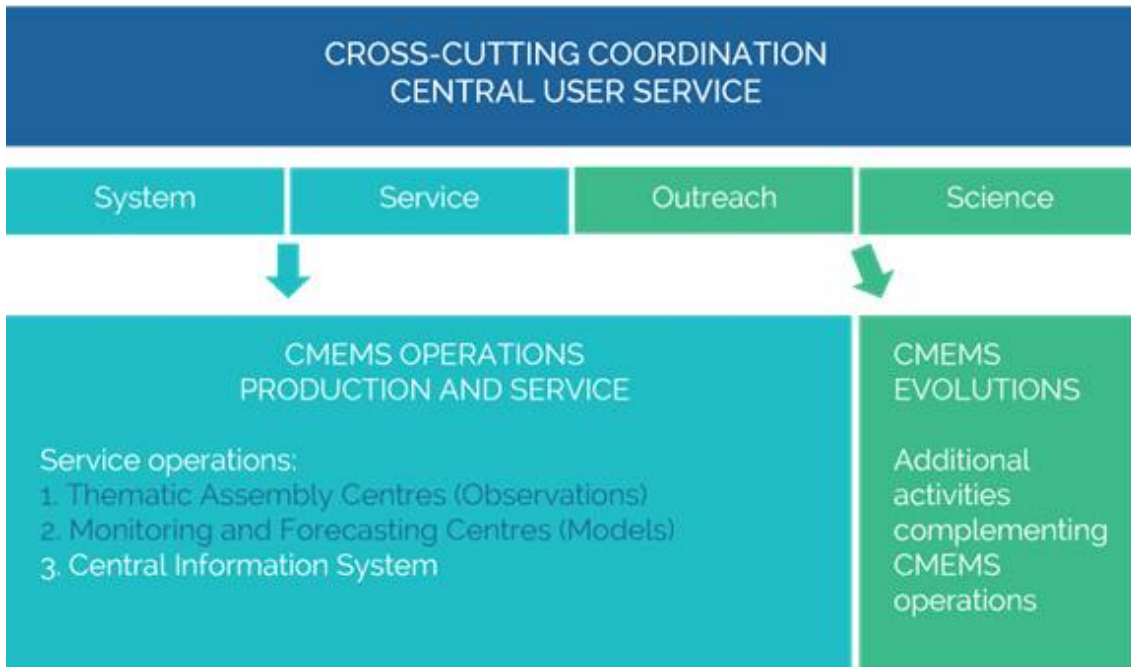 CROSS-CUTTING COORDINATION
CENTRAL USER SERVICE
System
Service
Outreach
Science
CMEMS OPERATIONS
PRODUCTION AND SERVICE
Service operations:
1. Thematic Assembly Centres (Observations)
2. Monitoring and Forecasting Centres (Models)
3. Central Information System
CMEMS
EVOLUTIONS
Additional
activities
complementing
CMEMS
operations